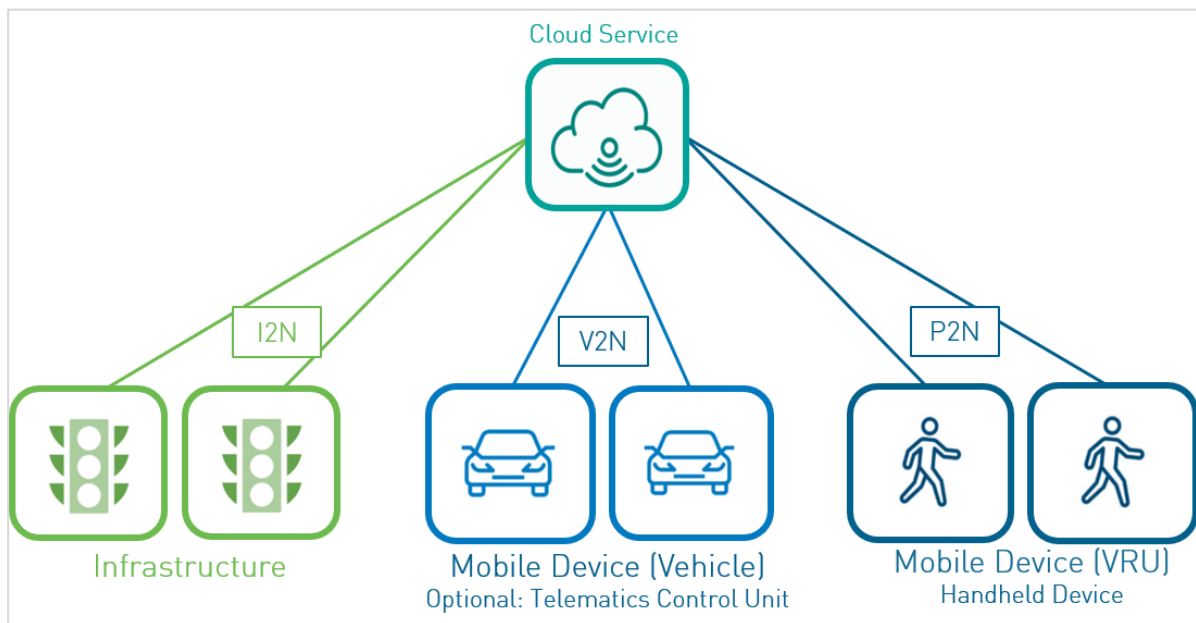 Cloud Service
I2N
V2N
P2N
Infrastructure
Mobile Device (Vehicle)
Optional: Telematics Control Unit
Mobile Device (VRU)
Handheld Device